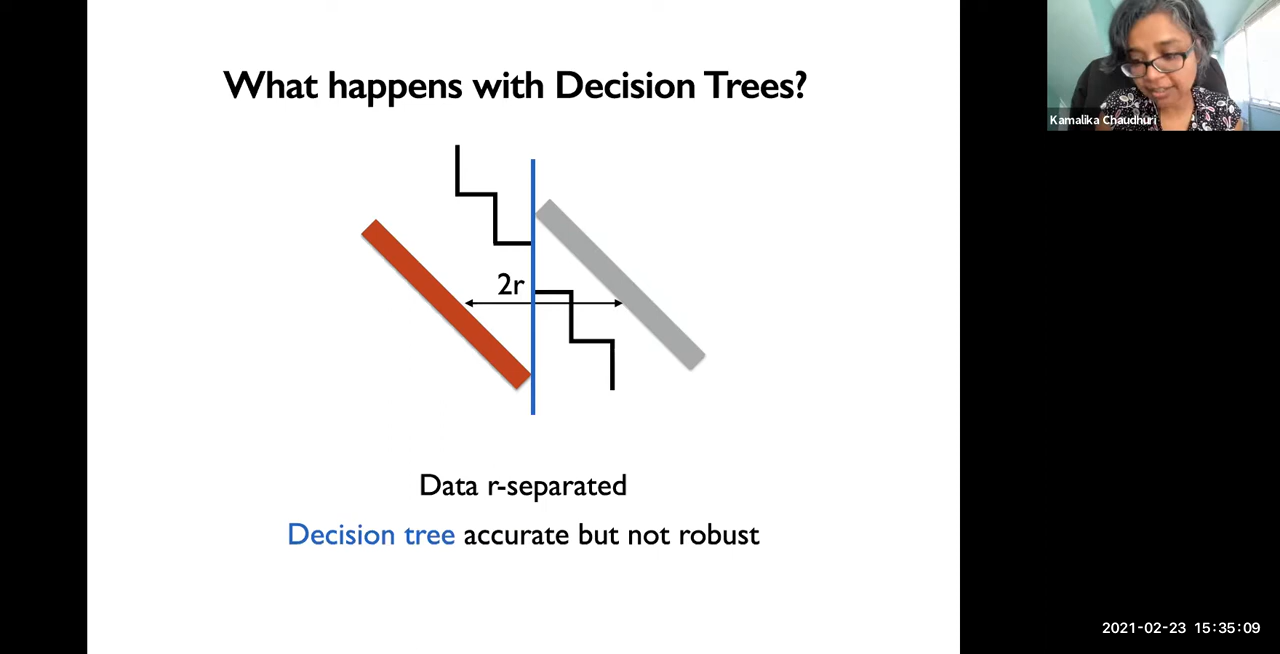 What happens with Decision Trees?
Kamalika Chaudhuri
2r
Data r-separated
Decision tree accurate but not robust
2021-02-23 15:35:09